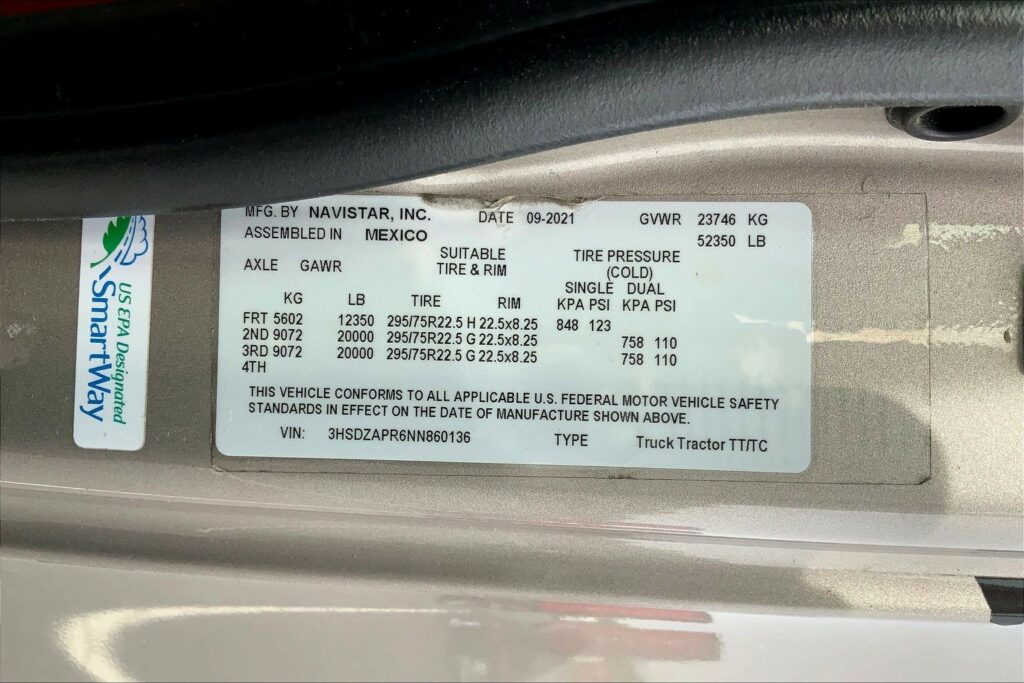 MFG. BY NAVISTAR, INC. DATE 09-2021 GVWR 23746 KG
ASSEMBLED IN MEXICO 52350 LB
SUITABLE TIRE PRESSURE
AXLE GAWR TIRE & RIM (COLD)
SINGLE DUAL
KG LB TIRE RIM KPA PSI KPA PSI
FRT 5602 12350 295/75R22.5 H 22.5x8.25 848 123
2ND 9072 20000 295/75R22.5 G 22.5x8.25 758 110
3RD 9072 20000 295/75R22.5 G 22.5x8.25 758 110
4TH
THIS VEHICLE CONFORMS TO ALL APPLICABLE U.S. FEDERAL MOTOR VEHICLE SAFETY
STANDARDS IN EFFECT ON THE DATE OF MANUFACTURE SHOWN ABOVE.
VIN: 3HSDZAPR6NN860136 TYPE Truck Tractor TT/TC
US EPA Designated
SmartWay